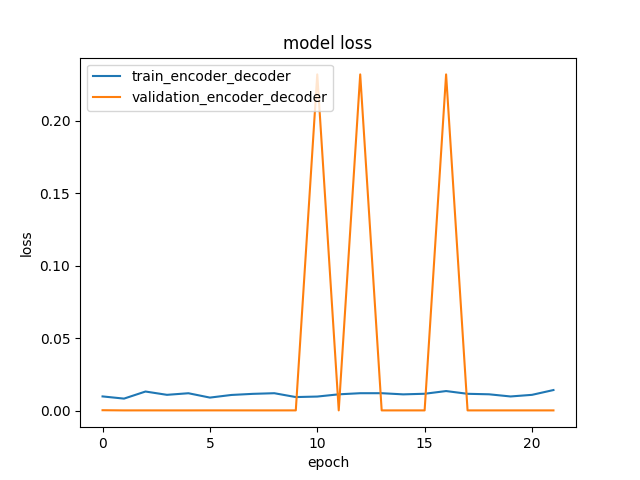 model loss
train_encoder_decoder
validation_encoder_decoder
0.20
0.15
0.10
0.05
0.00
loss
0 5 10 15 20
epoch